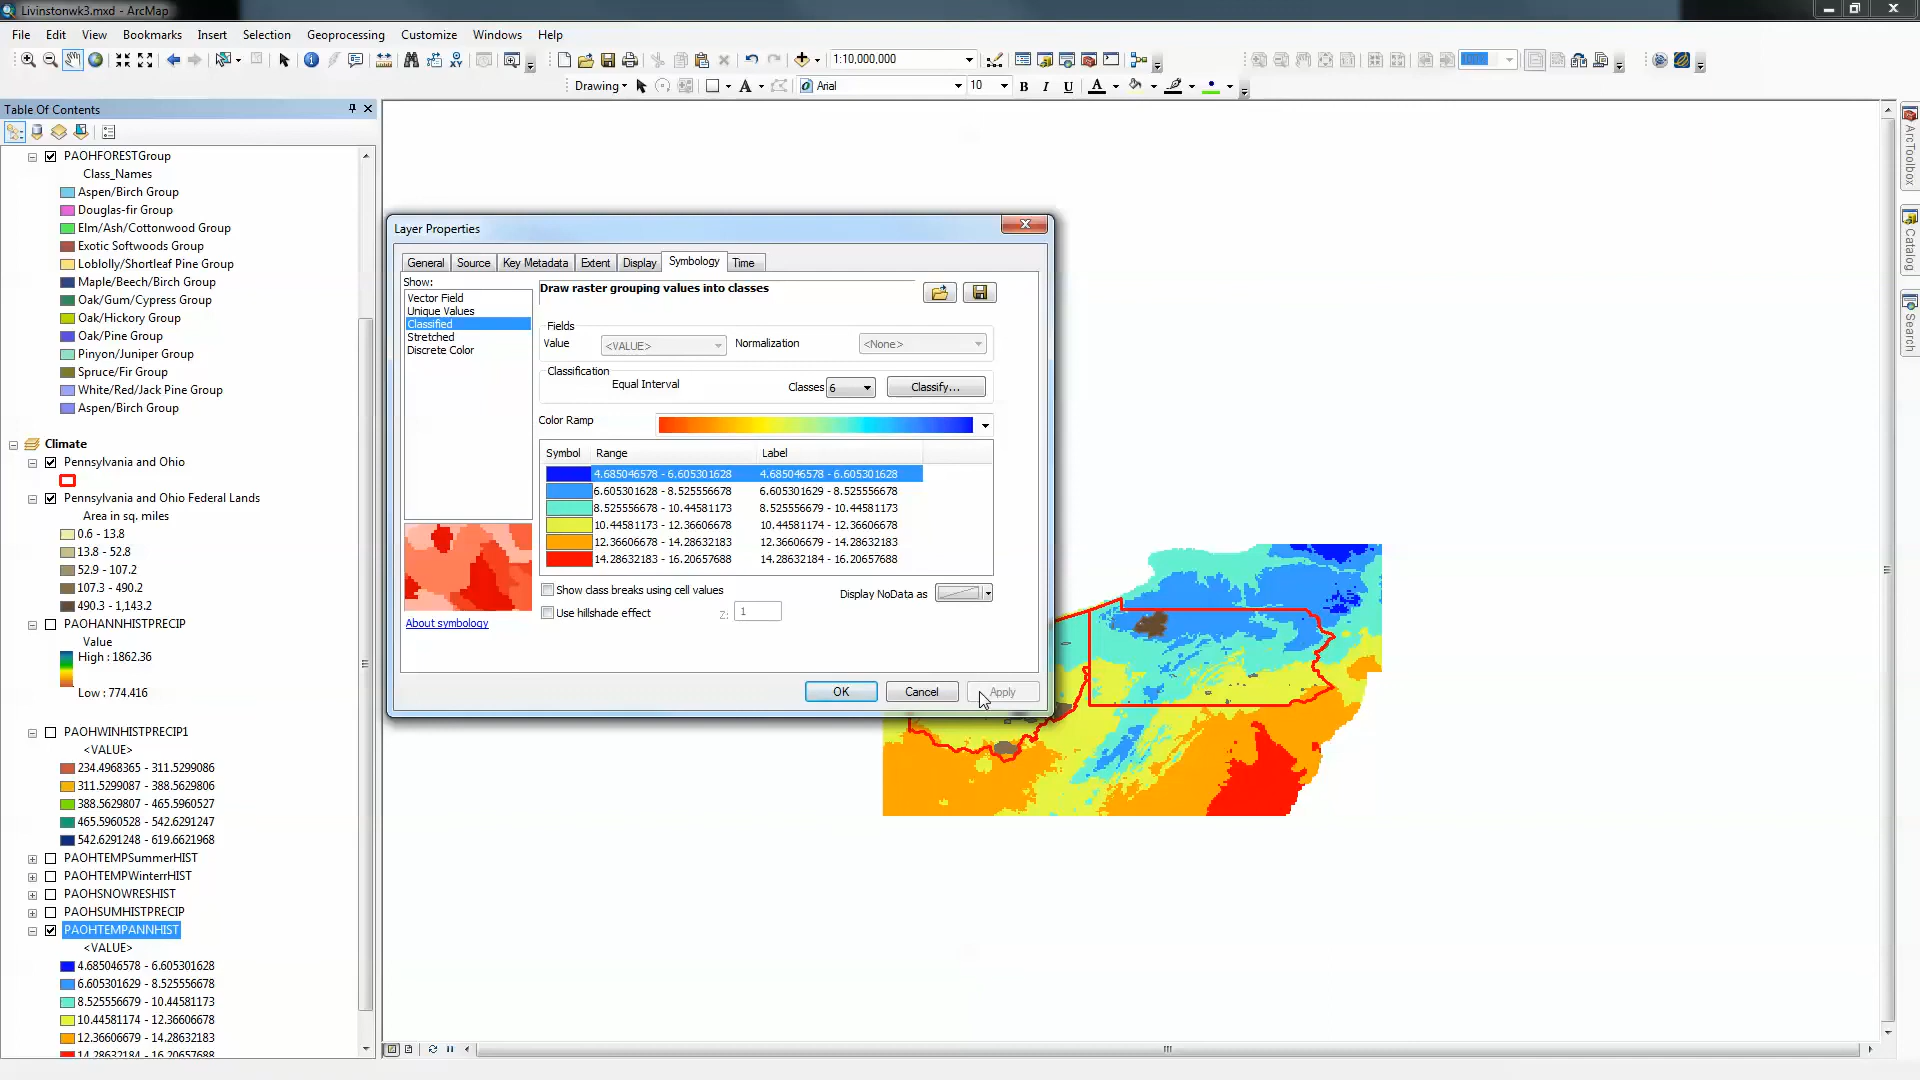 Livinstonwk3.mxd - ArcMap
File Edit View Bookmarks Insert Selection Geoprocessing Customize Windows Help
1:10,000,000
Drawing A Arial 10 B I U A
Table Of Contents
PAOHFORESTGroup
Class_Names
Aspen/Birch Group
Douglas-fir Group
Elm/Ash/Cottonwood Group
Exotic Softwoods Group
Loblolly/Shortleaf Pine Group
Maple/Beech/Birch Group
Oak/Gum/Cypress Group
Oak/Hickory Group
Oak/Pine Group
Pinyon/Juniper Group
Spruce/Fir Group
White/Red/Jack Pine Group
Aspen/Birch Group
Climate
Pennsylvania and Ohio
Pennsylvania and Ohio Federal Lands
Area in sq. miles
0.6 - 13.8
13.8 - 52.8
52.9 - 107.2
107.3 - 490.2
490.3 - 1,143.2
PAOHANNHISTPRECIP
Value
High : 1862.36
Low : 774.416
PAOHWINHISTPRECIP1
<VALUE>
234.4968365 - 311.5299086
311.5299087 - 388.5629806
388.5629807 - 465.5960527
465.5960528 - 542.6291247
542.6291248 - 619.6621968
PAOHTEMPSummerHIST
PAOHTEMPWinterrHIST
PAOHSNOWRESHIST
PAOHSUMHISTPRECIP
PAOHTEMPANNHIST
<VALUE>
4.685046578 - 6.605301628
6.605301629 - 8.525556678
8.525556679 - 10.44581173
10.44581174 - 12.36606678
12.36606679 - 14.28632183
14.28632184 - 16.20657688
Layer Properties
General Source Key Metadata Extent Display Symbology Time
Show:
Vector Field
Unique Values
Classified
Stretched
Discrete Color
About symbology
Draw raster grouping values into classes
Fields
Value <VALUE> Normalization <None>
Classification
Equal Interval Classes 6 Classify...
Color Ramp
Symbol Range Label
4.685046578 - 6.605301628 4.685046578 - 6.605301628
6.605301628 - 8.525556678 6.605301629 - 8.525556678
8.525556678 - 10.44581173 8.525556679 - 10.44581173
10.44581173 - 12.36606678 10.44581174 - 12.36606678
12.36606678 - 14.28632183 12.36606679 - 14.28632183
14.28632183 - 16.20657688 14.28632184 - 16.20657688
Show class breaks using cell values Display NoData as
Use hillshade effect Z: 1
OK Cancel Apply
ArcToolbox
Catalog
Search